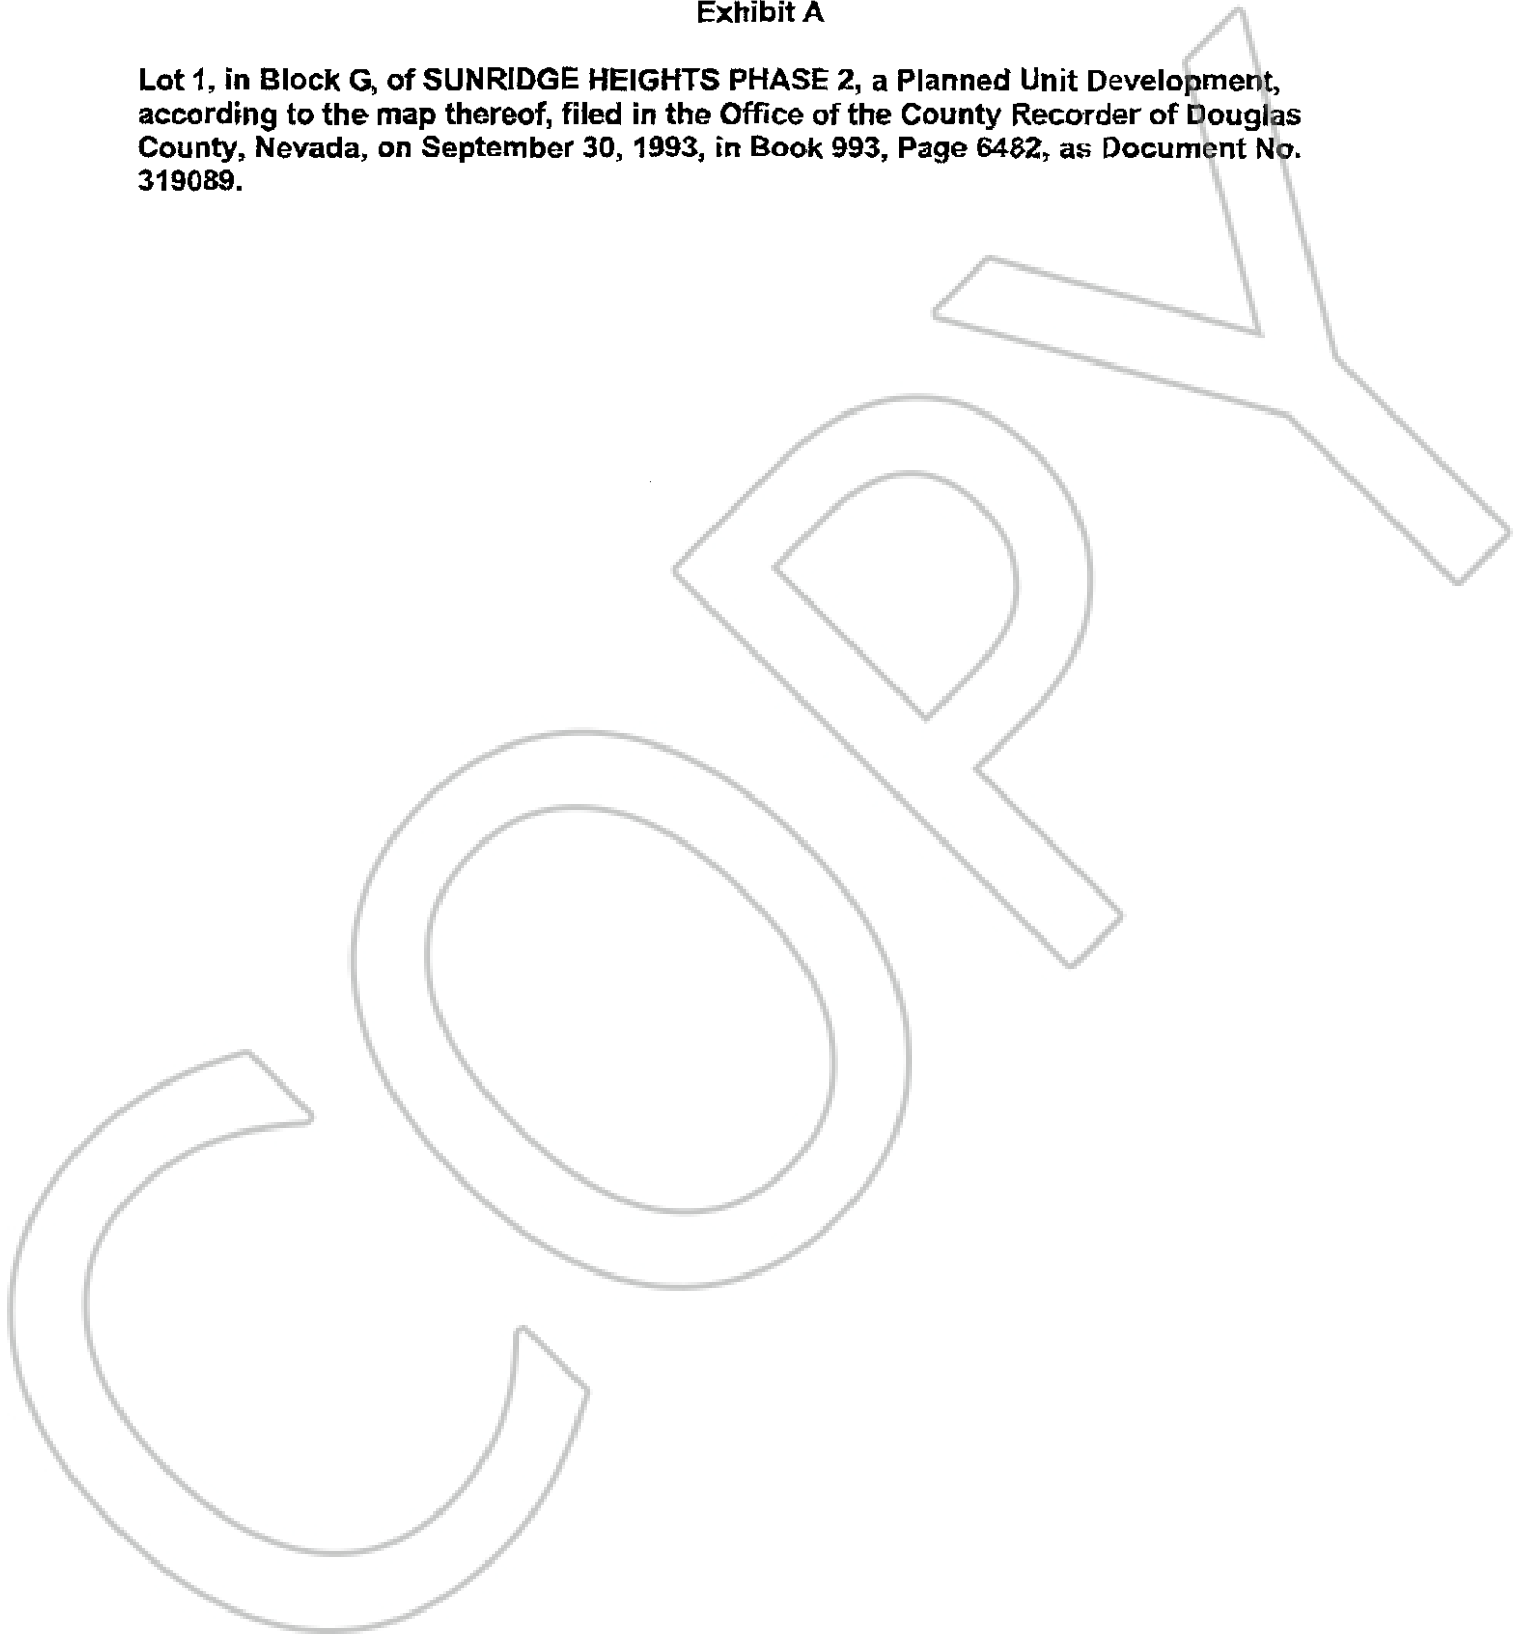 Exhibit A
Lot 1, in Block G, of SUNRIDGE HEIGHTS PHASE 2, a Planned Unit Development,
according to the map thereof, filed in the Office of the County Recorder of Douglas
County, Nevada, on September 30, 1993, in Book 993, Page 6482, as Document No.
319089.
COPY